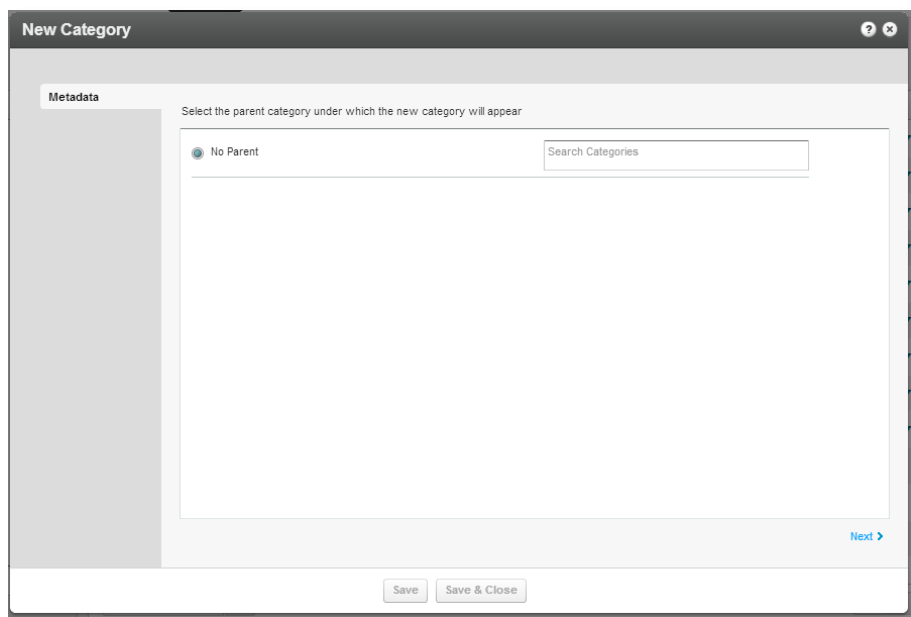 New Category
Metadata
Select the parent category under which the new category will appear
No Parent
Search Categories
Next
Save
Save & Close